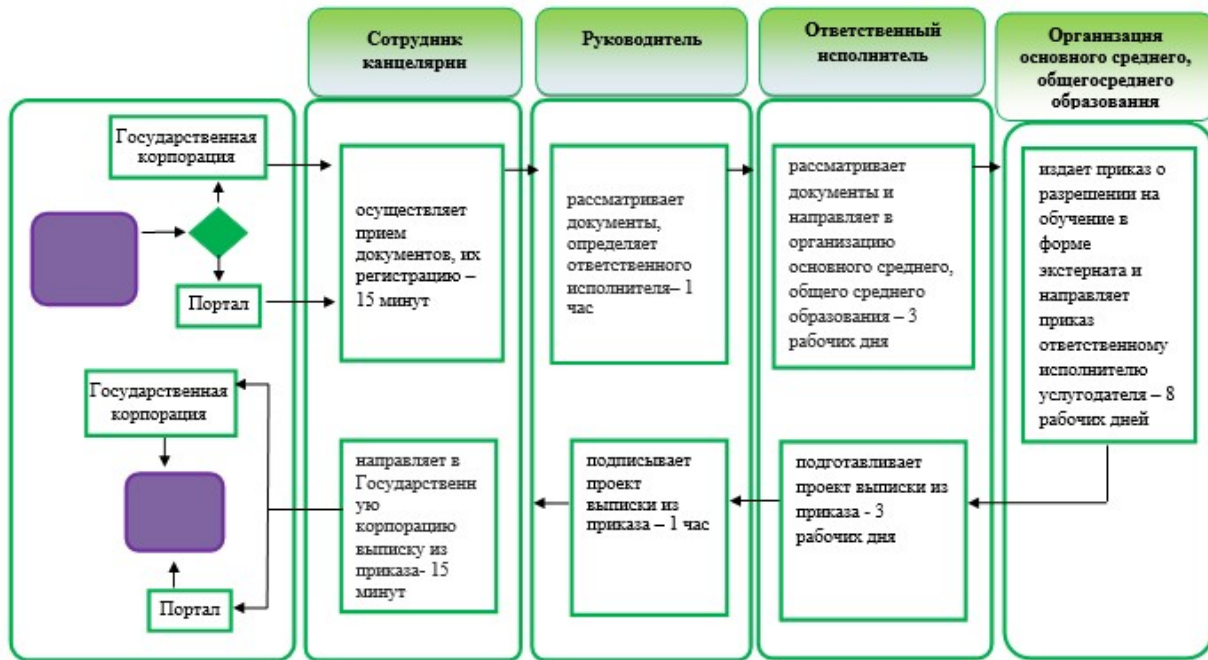 Сотрудник
канцелярии
Руководитель
Ответственный
исполнитель
Организация
основного среднего,
общегосреднего
образования
Государственная
корпорация
Портал
осуществляет
прием
документов, их
регистрацию –
15 минут
рассматривает
документы,
определяет
ответственного
исполнителя– 1
час
рассматривает
документы и
направляет в
организацию
основного среднего,
общего среднего
образования – 3
рабочих дня
издает приказ о
разрешении на
обучение в
форме
экстерната и
направляет
приказ
ответственному
исполнителю
услугодателя – 8
рабочих дней
Государственная
корпорация
Портал
направляет в
Государственн
ую
корпорацию
выписку из
приказа- 15
минут
подписывает
проект
выписки из
приказа – 1 час
подготавливает
проект выписки из
приказа - 3
рабочих дня